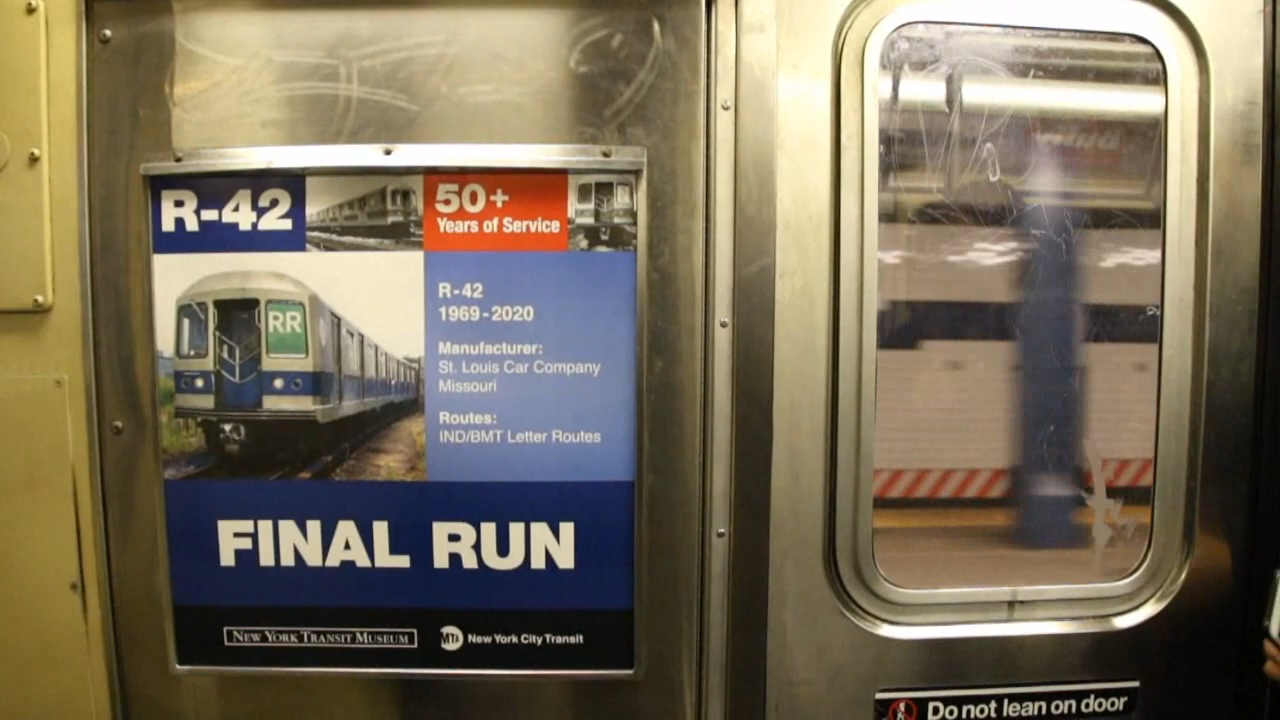 R-42
50+
Years of Service
RR
R-42
1969-2020
Manufacturer:
St. Louis Car Company
Missouri
Routes:
IND/BMT Letter Routes
FINAL RUN
NEW YORK TRANSIT MUSEUM
MTA New York City Transit
Do not lean on door